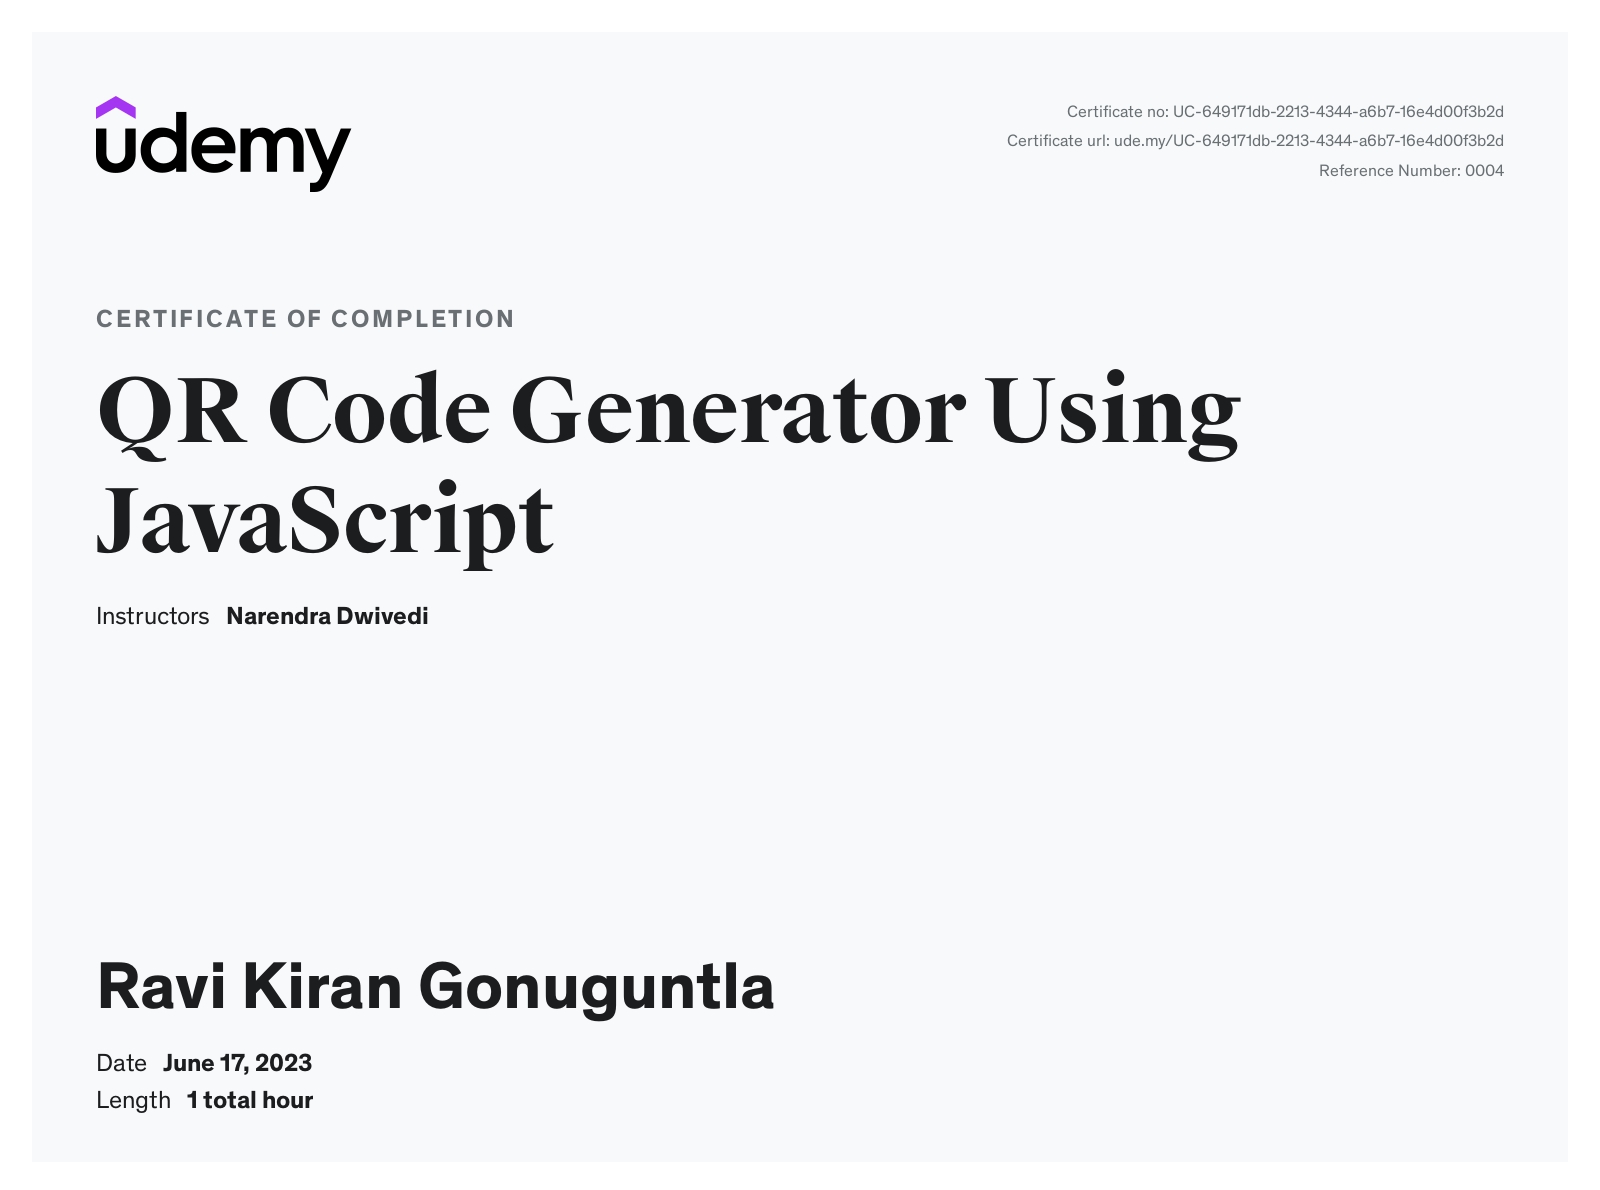 udemy
Certificate no: UC-649171db-2213-4344-a6b7-16e4d00f3b2d
Certificate url: ude.my/UC-649171db-2213-4344-a6b7-16e4d00f3b2d
Reference Number: 0004
CERTIFICATE OF COMPLETION
QR Code Generator Using
JavaScript
Instructors Narendra Dwivedi
Ravi Kiran Gonuguntla
Date June 17, 2023
Length 1 total hour